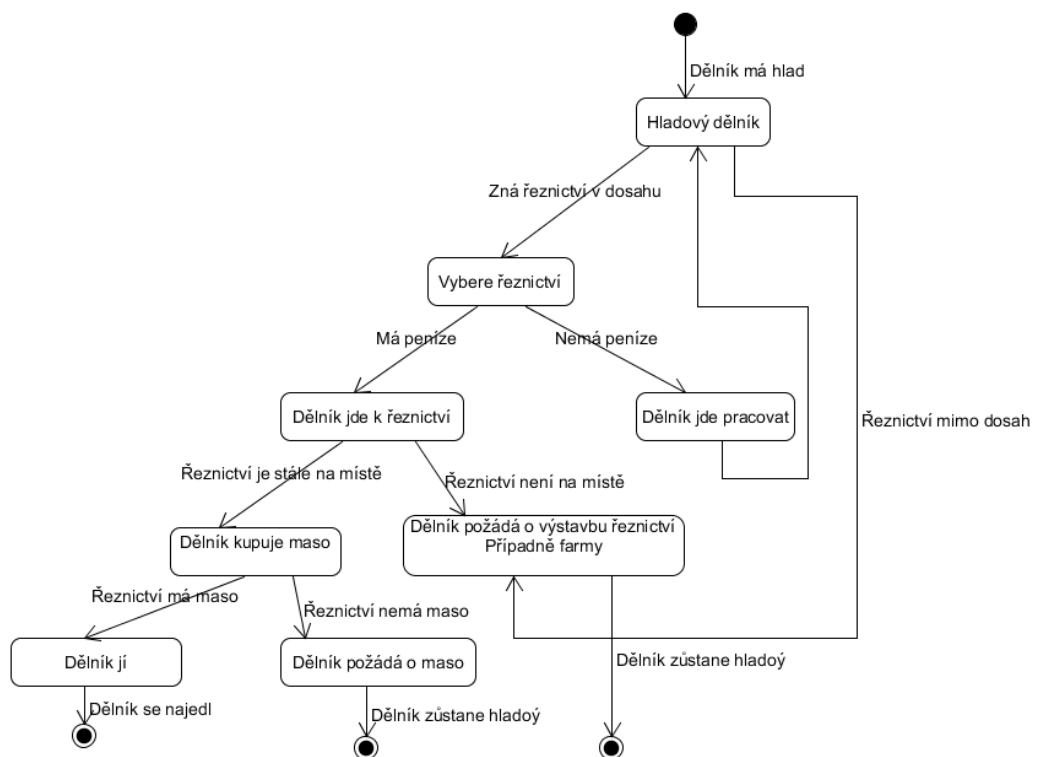 Dělník má hlad
Hladový dělník
Zná řeznictví v dosahu
Vybere řeznictví
Má peníze
Nemá peníze
Dělník jde k řeznictví
Dělník jde pracovat
Řeznictví mimo dosah
Řeznictví je stále na místě
Řeznictví není na místě
Dělník kupuje maso
Dělník požádá o výstavbu řeznictví
Případně farmy
Řeznictví má maso
Řeznictví nemá maso
Dělník jí
Dělník požádá o maso
Dělník zůstane hladoý
Dělník se najedl
Dělník zůstane hladoý